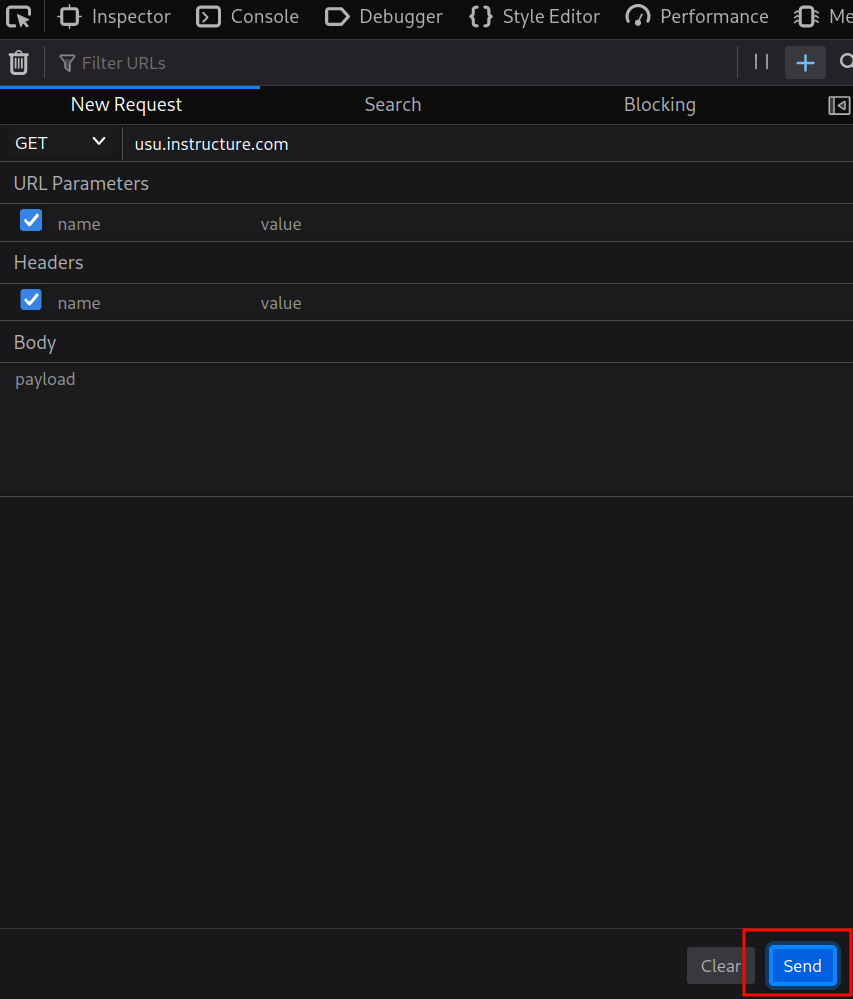 Inspector Console Debugger Style Editor Performance Me
Filter URLs
New Request Search Blocking
GET usu.instructure.com
URL Parameters
name value
Headers
name value
Body
payload
Clear Send